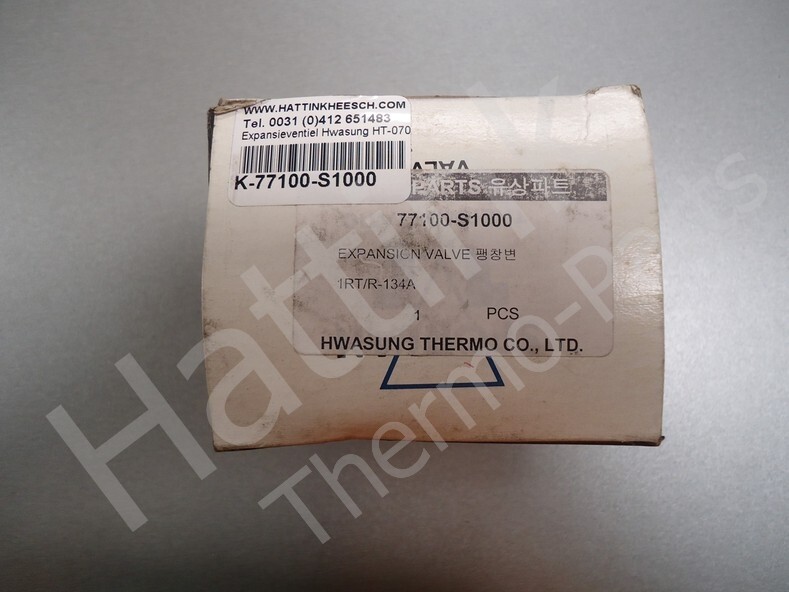 WWW.HATTINKHEESCH.COM
Tel. 0031 (0)412 651483
Expansieventiel Hwasung HT-070
K-77100-S1000
VALV
PARTS 유상파트
77100-S1000
EXPANSION VALVE 팽창변
1RT/R-134A
1 PCS
HWASUNG THERMO CO., LTD.
Hattink
Thermo-Parts